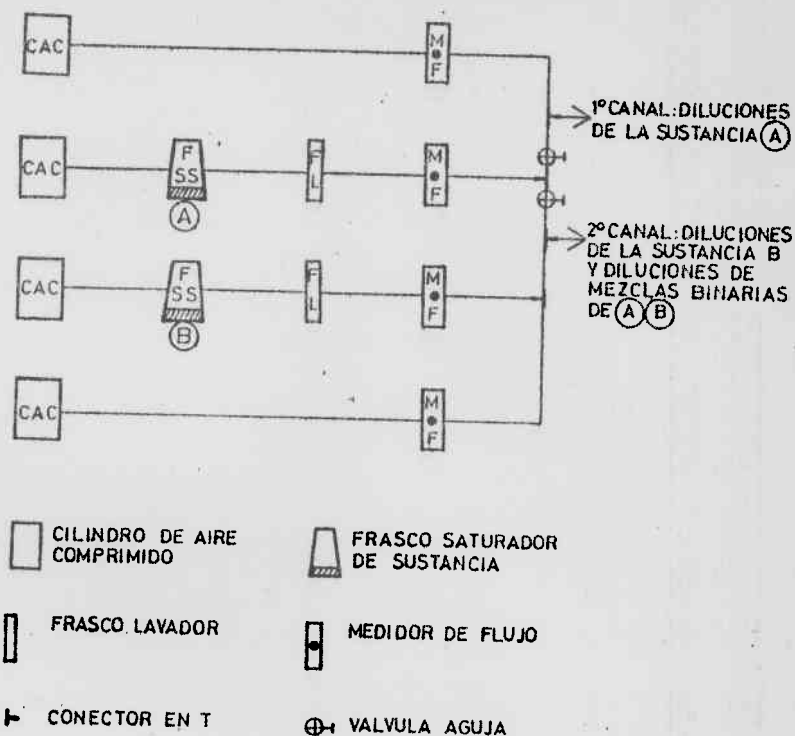 CAC
M
F
1º CANAL: DILUCIONES
DE LA SUSTANCIA A
CAC
F
SS
A
F
L
M
F
2º CANAL: DILUCIONES
DE LA SUSTANCIA B
Y DILUCIONES DE
MEZCLAS BINARIAS
DE A B
CAC
F
SS
B
F
L
M
F
CAC
M
F
CILINDRO DE AIRE
COMPRIMIDO
FRASCO SATURADOR
DE SUSTANCIA
FRASCO LAVADOR
MEDIDOR DE FLUJO
CONECTOR EN T
VALVULA AGUJA